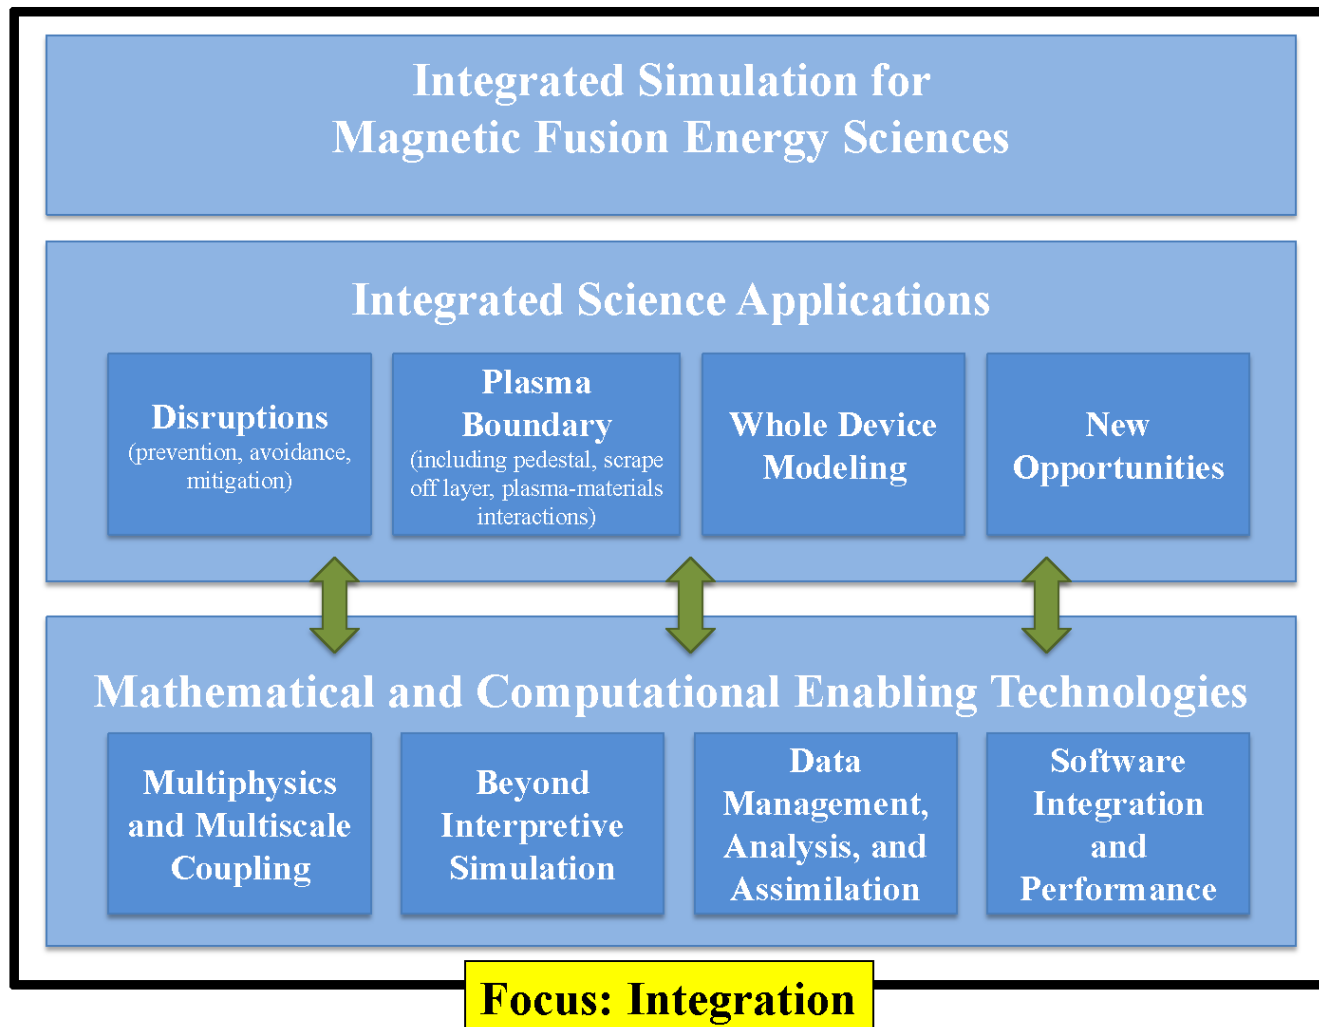 Integrated Simulation for
Magnetic Fusion Energy Sciences
Integrated Science Applications
Disruptions
(prevention, avoidance,
mitigation)
Plasma
Boundary
(including pedestal, scrape
off layer, plasma-materials
interactions)
Whole Device
Modeling
New
Opportunities
Mathematical and Computational Enabling Technologies
Multiphysics
and Multiscale
Coupling
Beyond
Interpretive
Simulation
Data
Management,
Analysis, and
Assimilation
Software
Integration
and
Performance
Focus: Integration